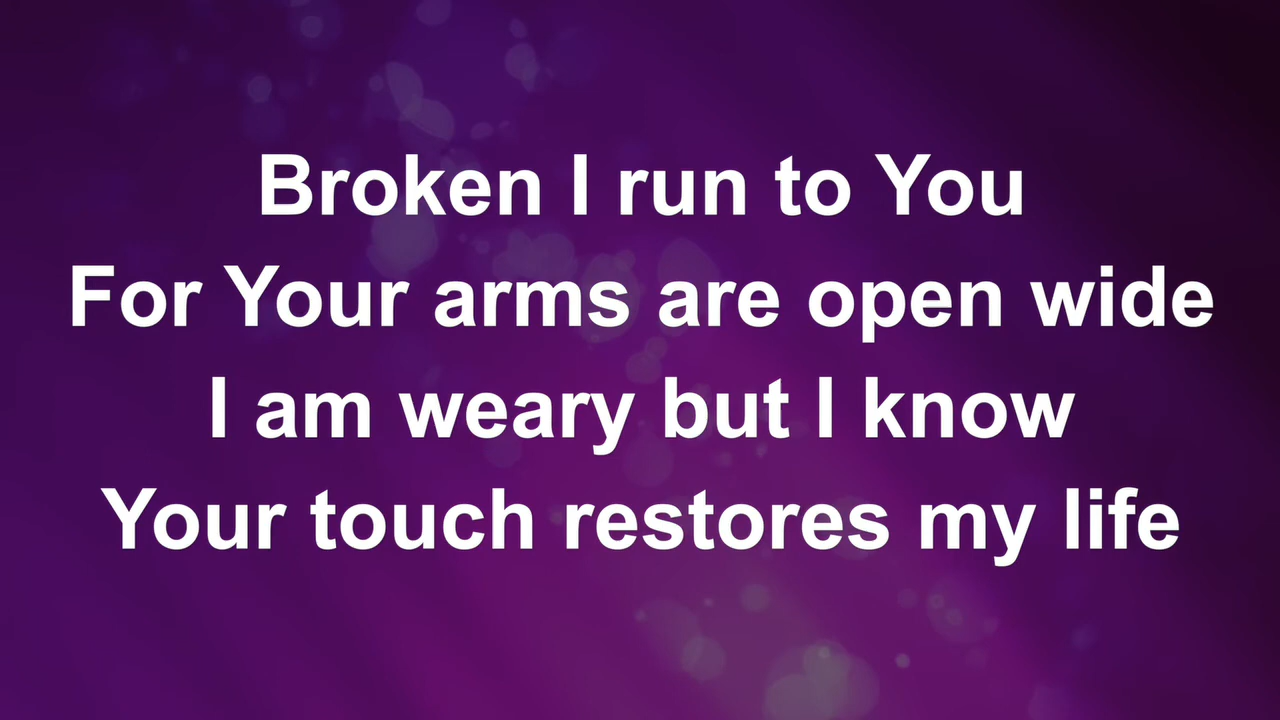 Broken I run to You
For Your arms are open wide
I am weary but I know
Your touch restores my life